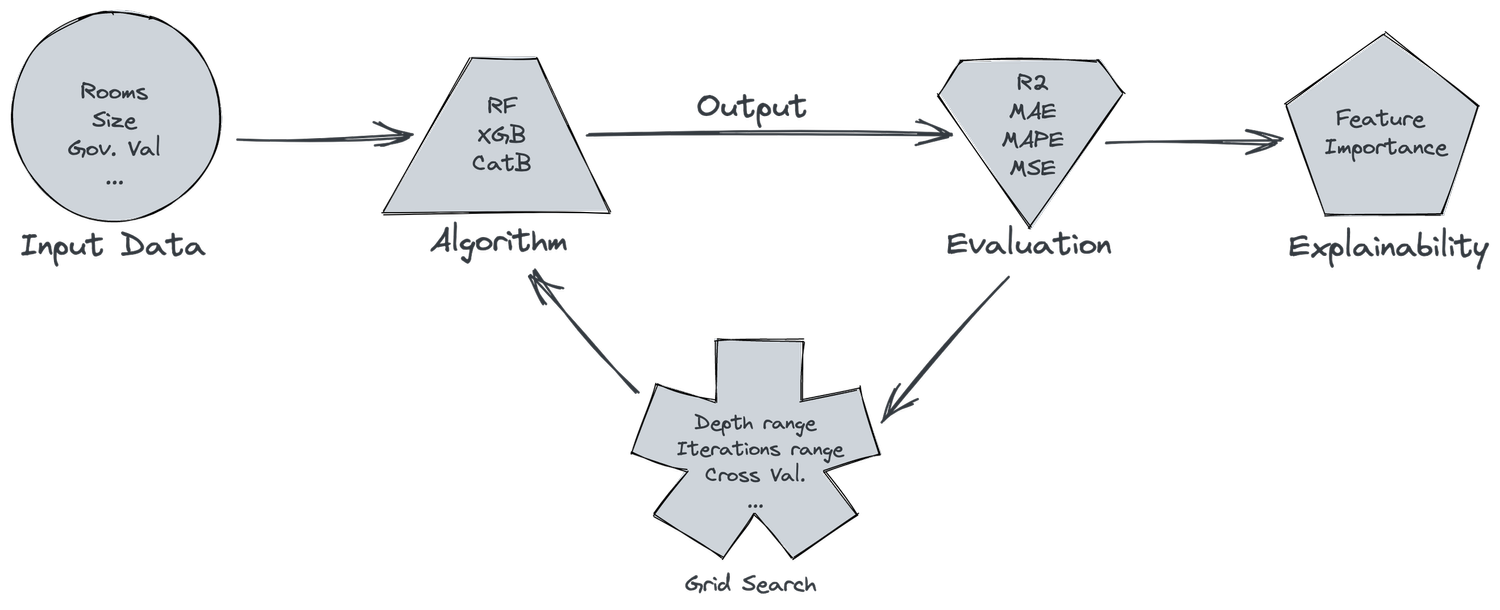 Rooms
Size
Gov. Val
...
Input Data
RF
XGB
CatB
Algorithm
Output
R2
MAE
MAPE
MSE
Evaluation
Feature
Importance
Explainability
Depth range
Iterations range
Cross Val.
...
Grid Search